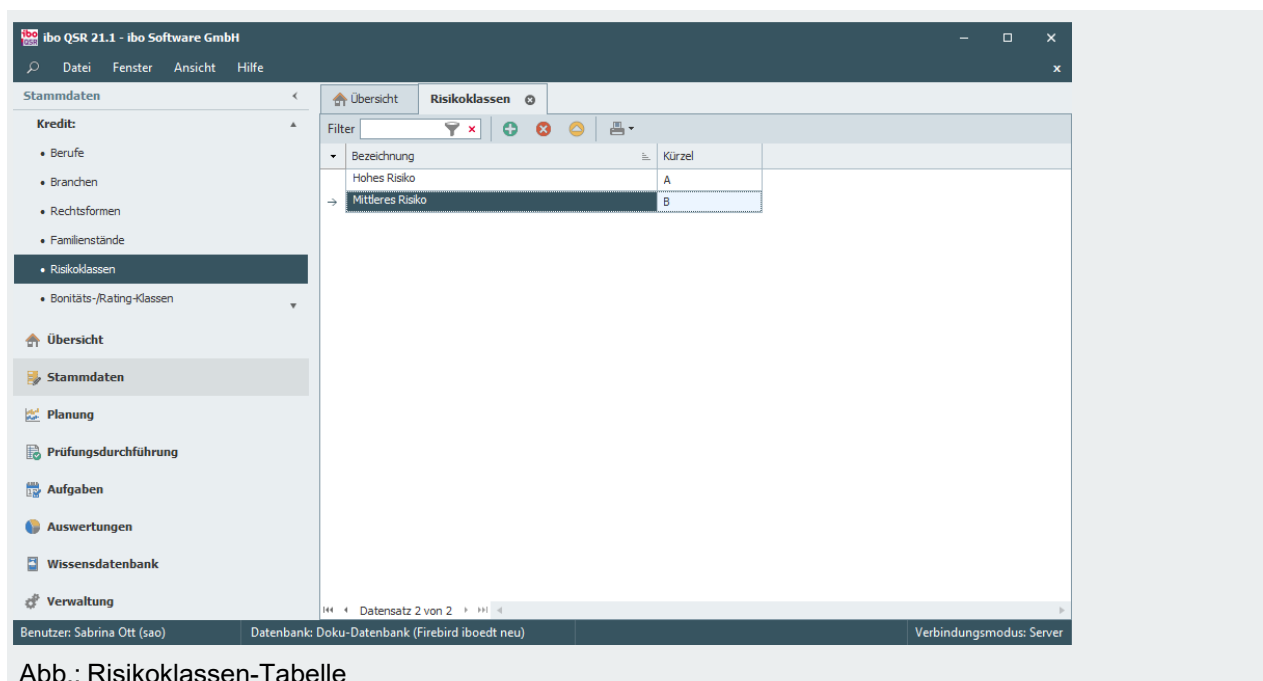 ibo QSR 21.1 - ibo Software GmbH
Datei Fenster Ansicht Hilfe
Stammdaten
Kredit:
• Berufe
• Branchen
• Rechtsformen
• Familienstände
• Risikoklassen
• Bonitäts-/Rating-Klassen
Übersicht
Stammdaten
Planung
Prüfungsdurchführung
Aufgaben
Auswertungen
Wissensdatenbank
Verwaltung
Übersicht Risikoklassen
Filter
Bezeichnung Kürzel
Hohes Risiko A
Mittleres Risiko B
Datensatz 2 von 2
Benutzer: Sabrina Ott (sao) Datenbank: Doku-Datenbank (Firebird iboedt neu) Verbindungsmodus: Server
Abb.: Risikoklassen-Tabelle